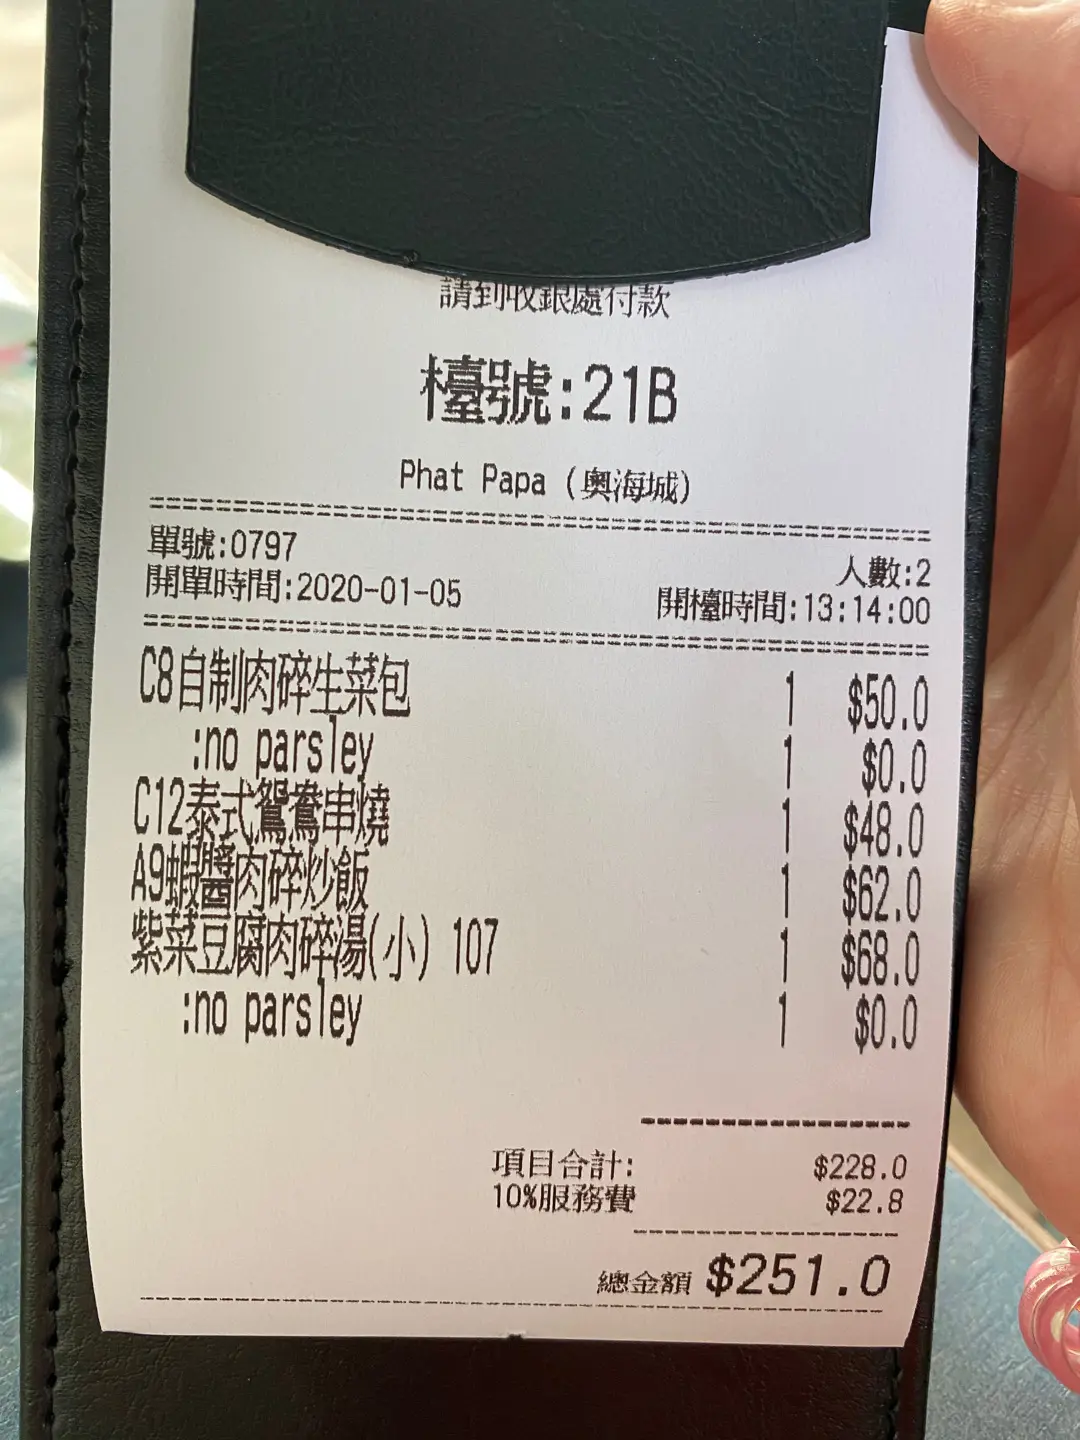 請到收銀處付款
檯號:21B
Phat Papa (奧海城)
單號:0797
人數:2
開單時間:2020-01-05
開檯時間:13:14:00
C8自制肉碎生菜包 1 $50.0
:no parsley 1 $0.0
C12泰式鴛鴦串燒 1 $48.0
A9蝦醬肉碎炒飯 1 $62.0
紫菜豆腐肉碎湯(小) 107 1 $68.0
:no parsley 1 $0.0
項目合計: $228.0
10%服務費 $22.8
總金額 $251.0